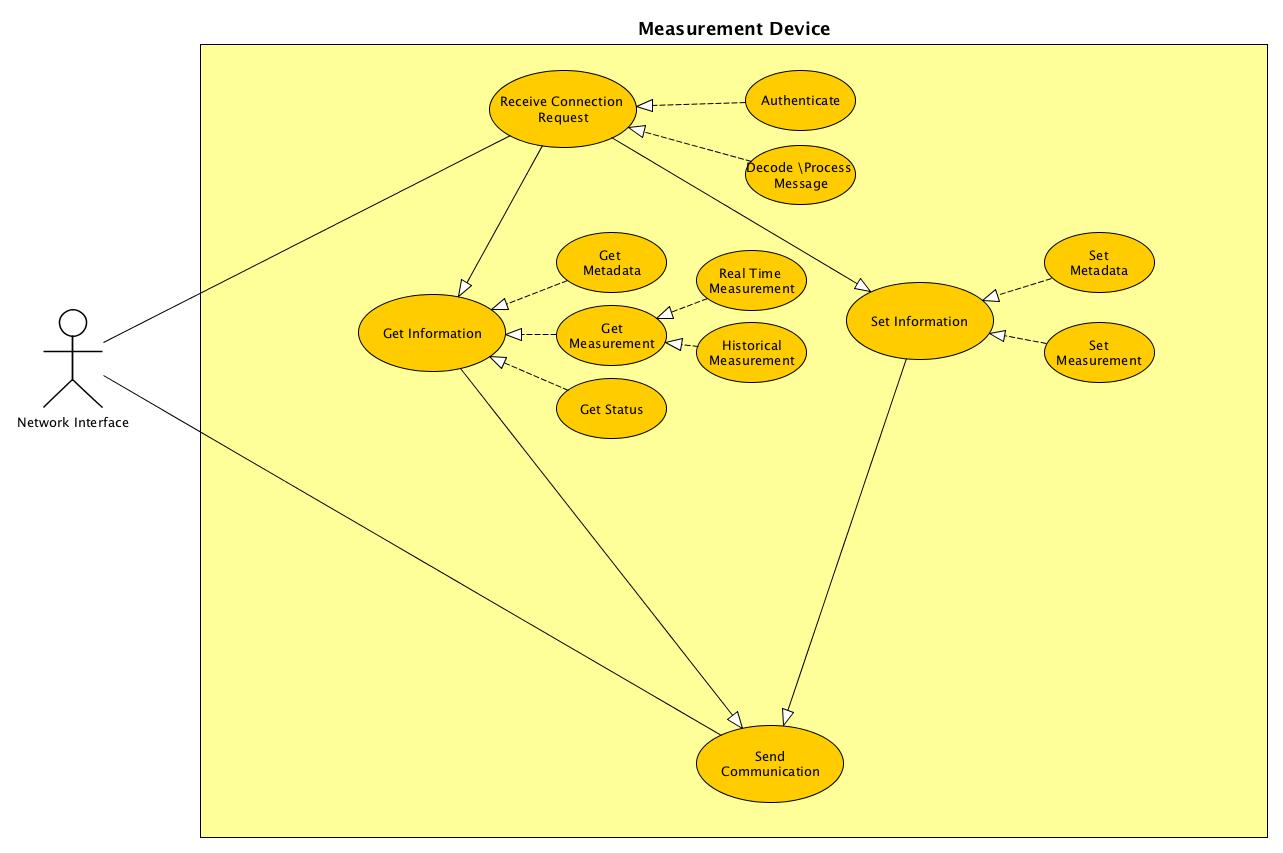 Measurement Device
Receive Connection
Request
Authenticate
Decode \Process
Message
Get
Metadata
Real Time
Measurement
Set
Metadata
Get Information
Get
Measurement
Historical
Measurement
Set Information
Set
Measurement
Get Status
Network Interface
Send
Communication